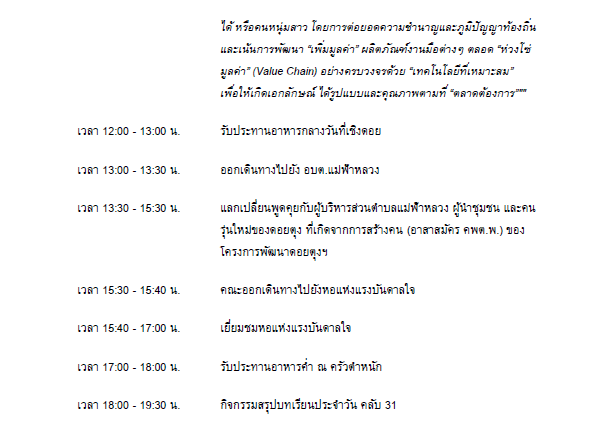 ได้ หรือคนหนุ่มสาว โดยการต่อยอดความชำนาญและภูมิปัญญาท้องถิ่น
และเน้นการพัฒนา “เพิ่มมูลค่า” ผลิตภัณฑ์งานมือต่างๆ ตลอด “ห่วงโซ่
มูลค่า” (Value Chain) อย่างครบวงจรด้วย “เทคโนโลยีที่เหมาะสม”
เพื่อให้เกิดเอกลักษณ์ ได้รูปแบบและคุณภาพตามที่ “ตลาดต้องการ”””
เวลา 12:00 - 13:00 น. รับประทานอาหารกลางวันที่เชิงดอย
เวลา 13:00 - 13:30 น. ออกเดินทางไปยัง อบต.แม่ฟ้าหลวง
เวลา 13:30 - 15:30 น. แลกเปลี่ยนพูดคุยกับผู้บริหารส่วนตำบลแม่ฟ้าหลวง ผู้นำชุมชน และคน
รุ่นใหม่ของดอยตุง ที่เกิดจากการสร้างคน (อาสาสมัคร คพต.พ.) ของ
โครงการพัฒนาดอยตุงฯ
เวลา 15:30 - 15:40 น. คณะออกเดินทางไปยังหอแห่งแรงบันดาลใจ
เวลา 15:40 - 17:00 น. เยี่ยมชมหอแห่งแรงบันดาลใจ
เวลา 17:00 - 18:00 น. รับประทานอาหารค่ำ ณ ครัวตำหนัก
เวลา 18:00 - 19:30 น. กิจกรรมสรุปบทเรียนประจำวัน คลับ 31